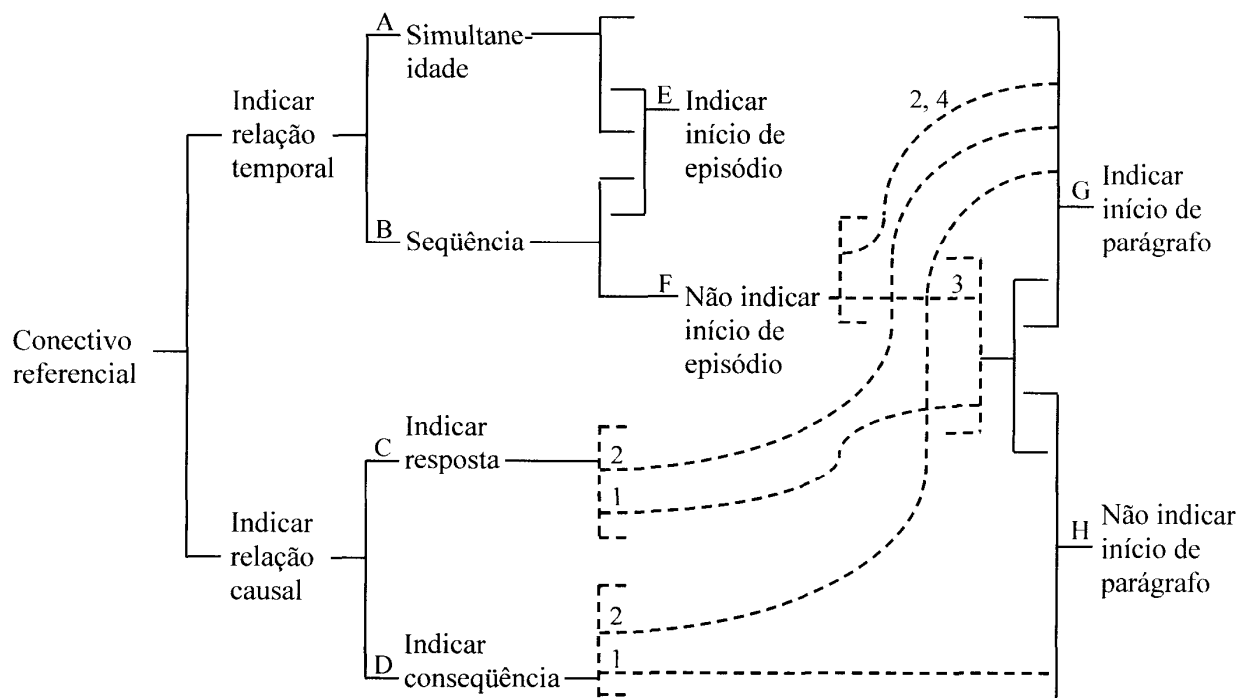 A
Simultane-
idade
Indicar
relação
temporal
E
Indicar
início de
episódio
2, 4
G
Indicar
início de
parágrafo
B
Seqüência
F
Não indicar
início de
episódio
3
Conectivo
referencial
C
Indicar
resposta
2
1
Indicar
relação
causal
H
Não indicar
início de
parágrafo
D
Indicar
conseqüência
2
1